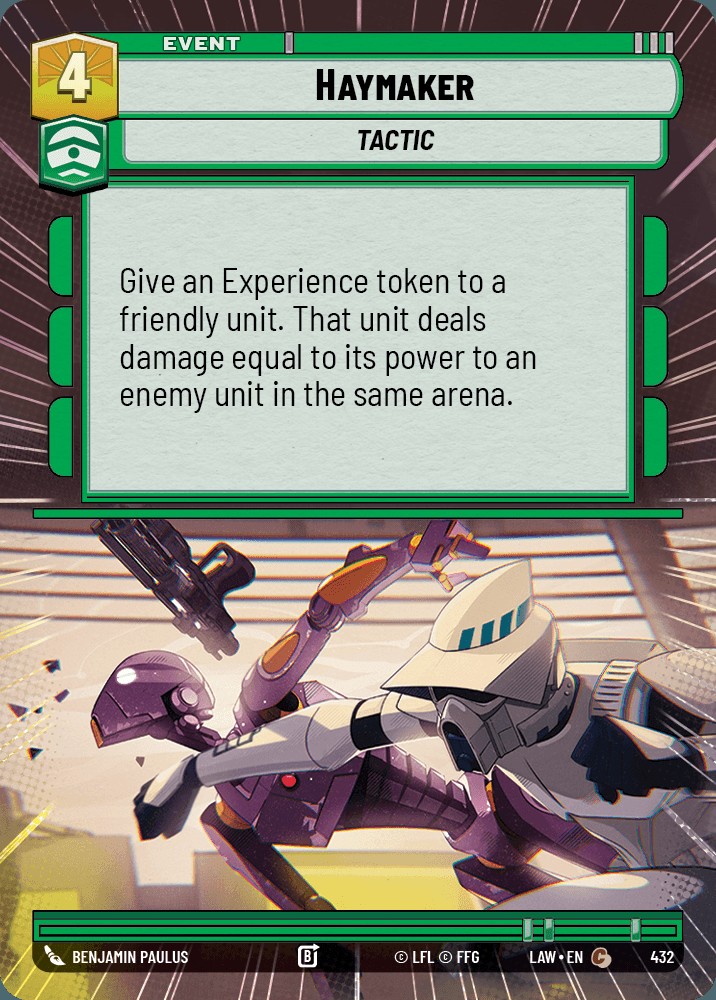 EVENT
4
HAYMAKER
TACTIC
Give an Experience token to a
friendly unit. That unit deals
damage equal to its power to an
enemy unit in the same arena.
BENJAMIN PAULUS B © LFL © FFG LAW • EN C 432